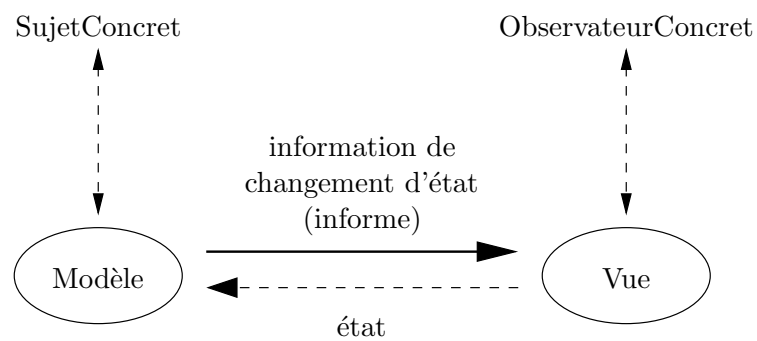 SujetConcret
ObservateurConcret
information de
changement d'état
(informe)
Modèle
Vue
état